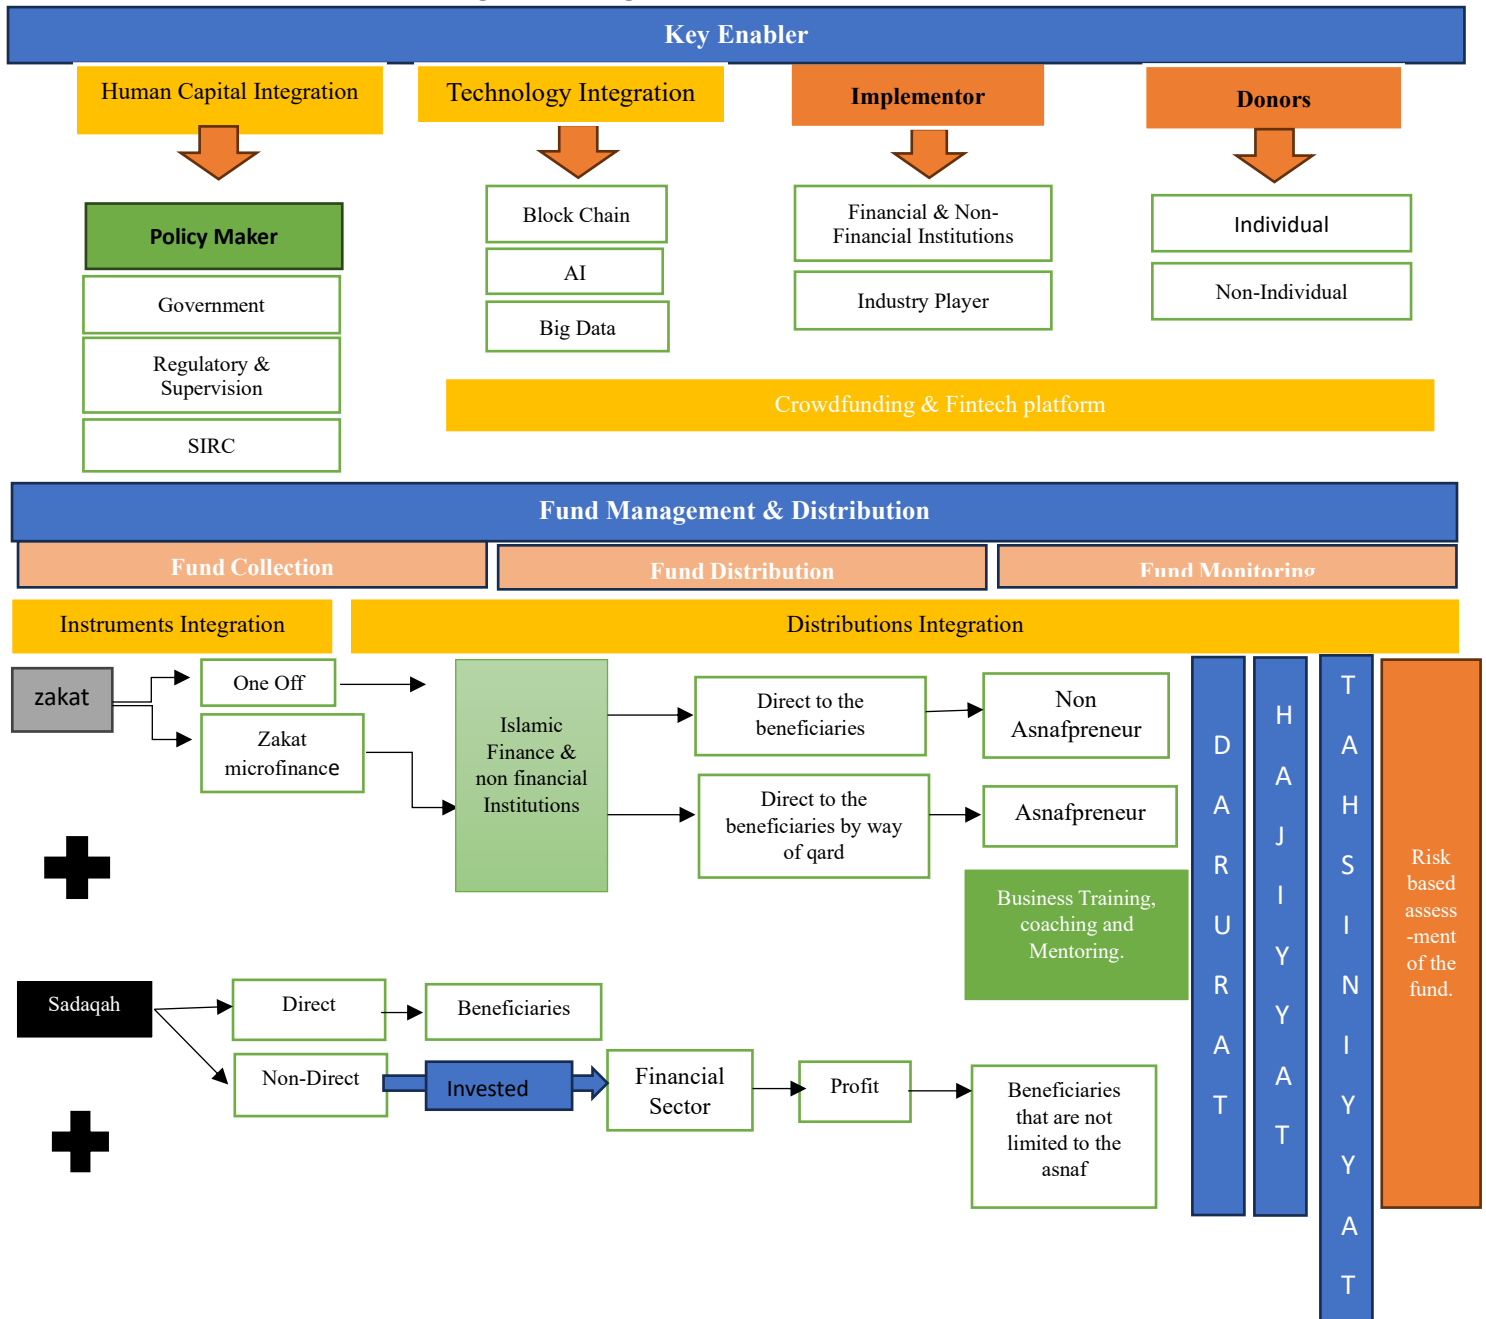 Key Enabler
Human Capital Integration
Technology Integration
Implementor
Donors
Policy Maker
Government
Regulatory &
Supervision
SIRC
Block Chain
AI
Big Data
Financial & Non-
Financial Institutions
Industry Player
Individual
Non-Individual
Crowdfunding & Fintech platform
Fund Management & Distribution
Fund Collection
Fund Distribution
Fund Monitoring
Instruments Integration
Distributions Integration
zakat
One Off
Zakat
microfinance
Islamic
Finance &
non financial
Institutions
Direct to the
beneficiaries
Non
Asnafpreneur
Direct to the
beneficiaries by way
of qard
Asnafpreneur
Business Training,
coaching and
Mentoring.
Sadaqah
Direct
Beneficiaries
Non-Direct
Invested
Financial
Sector
Profit
Beneficiaries
that are not
limited to the
asnaf
D
A
R
U
R
A
T
H
A
J
I
Y
Y
A
T
T
A
H
S
I
N
I
Y
Y
A
T
Risk
based
assess
-ment
of the
fund.